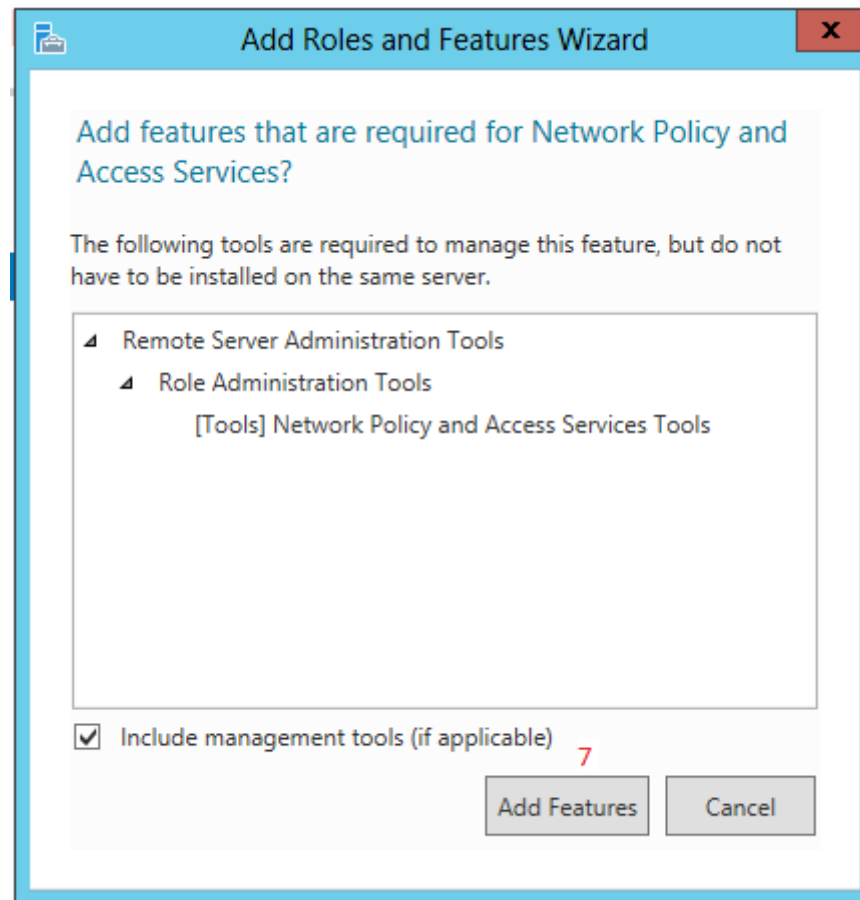 Add Roles and Features Wizard
x
Add features that are required for Network Policy and
Access Services?
The following tools are required to manage this feature, but do not
have to be installed on the same server.
Remote Server Administration Tools
Role Administration Tools
[Tools] Network Policy and Access Services Tools
Include management tools (if applicable)
7
Add Features
Cancel